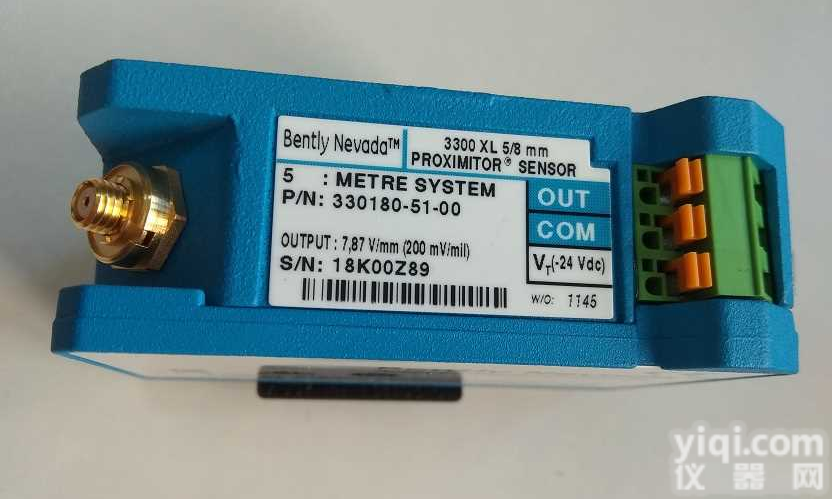 Bently Nevada™
3300 XL 5/8 mm
PROXIMITOR® SENSOR
5 : METRE SYSTEM
P/N: 330180-51-00
OUTPUT : 7,87 V/mm (200 mV/mil)
S/N: 18K00Z89
OUT
COM
VT(-24 Vdc)
W/O: 1145
yiqi.com
仪器网